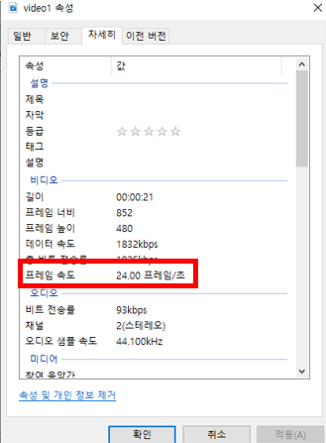 video1 속성
일반 보안 자세히 이전 버전
속성 값
설명
제목
자막
등급 ☆☆☆☆☆
태그
설명
비디오
길이 00:00:21
프레임 너비 852
프레임 높이 480
데이터 속도 1832kbps
총 비트 전송률 1925kbps
프레임 속도 24.00 프레임/초
오디오
비트 전송률 93kbps
채널 2(스테레오)
오디오 샘플 속도 44.100kHz
미디어
참여 음악가
속성 및 개인 정보 제거
확인 취소 적용(A)